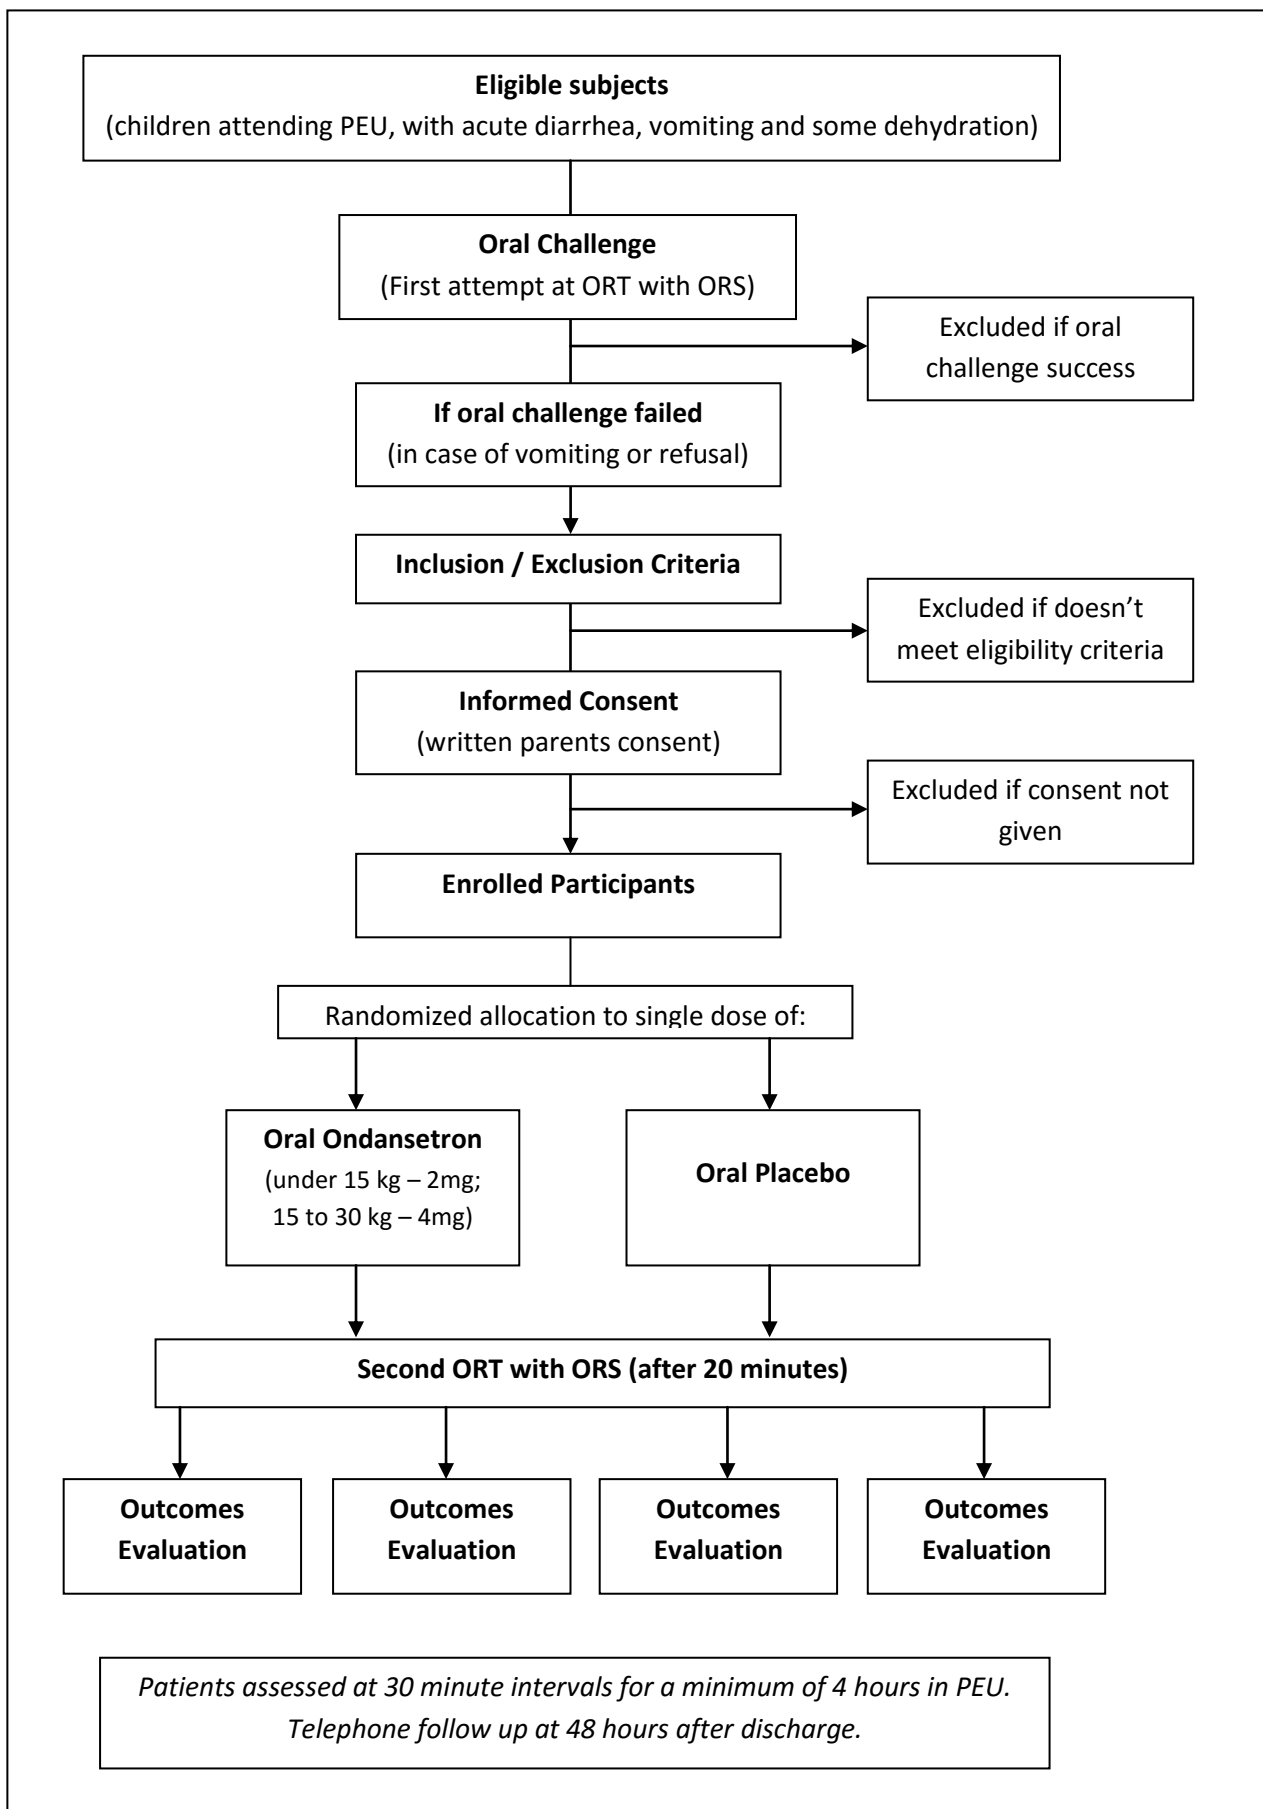 Eligible subjects
(children attending PEU, with acute diarrhea, vomiting and some dehydration)
Oral Challenge
(First attempt at ORT with ORS)
Excluded if oral
challenge success
If oral challenge failed
(in case of vomiting or refusal)
Inclusion / Exclusion Criteria
Excluded if doesn’t
meet eligibility criteria
Informed Consent
(written parents consent)
Excluded if consent not
given
Enrolled Participants
Randomized allocation to single dose of:
Oral Ondansetron
(under 15 kg – 2mg;
15 to 30 kg – 4mg)
Oral Placebo
Second ORT with ORS (after 20 minutes)
Outcomes
Evaluation
Outcomes
Evaluation
Outcomes
Evaluation
Outcomes
Evaluation
Patients assessed at 30 minute intervals for a minimum of 4 hours in PEU.
Telephone follow up at 48 hours after discharge.